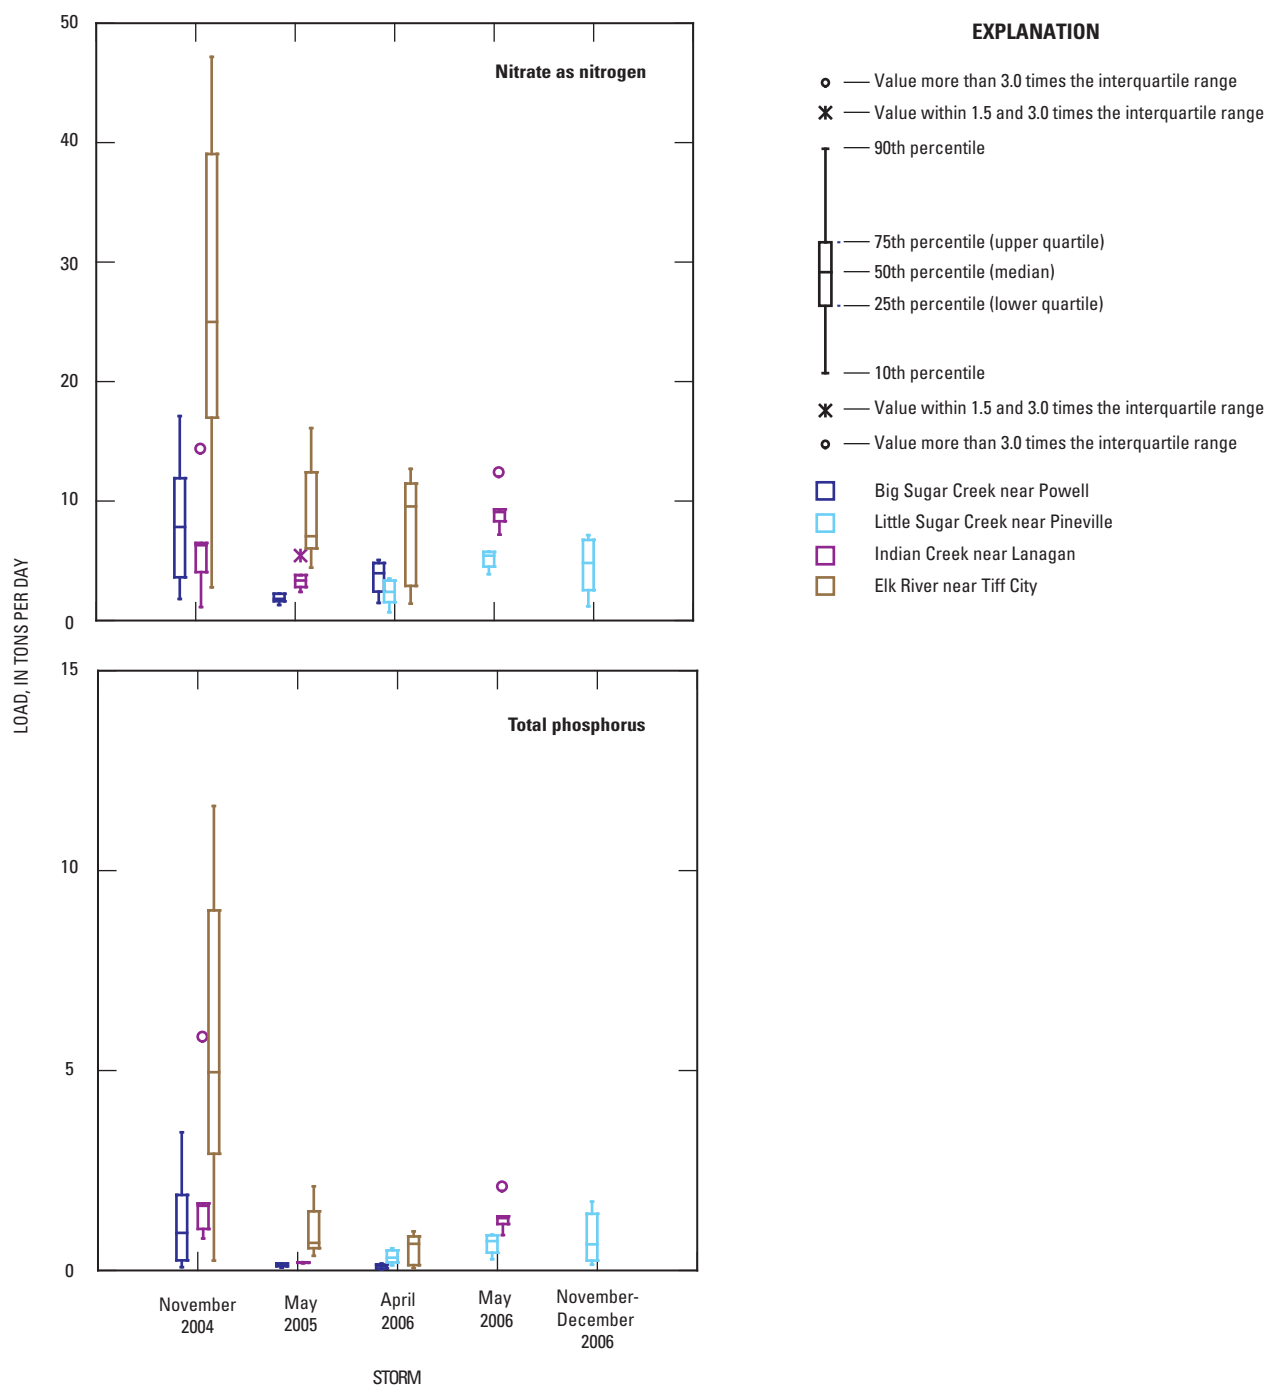 EXPLANATION
Value more than 3.0 times the interquartile range
Value within 1.5 and 3.0 times the interquartile range
90th percentile
75th percentile (upper quartile)
50th percentile (median)
25th percentile (lower quartile)
10th percentile
Value within 1.5 and 3.0 times the interquartile range
Value more than 3.0 times the interquartile range
Big Sugar Creek near Powell
Little Sugar Creek near Pineville
Indian Creek near Lanagan
Elk River near Tiff City
LOAD, IN TONS PER DAY
Nitrate as nitrogen
50
40
30
20
10
0
Total phosphorus
15
10
5
0
November
2004
May
2005
April
2006
May
2006
November-
December
2006
STORM